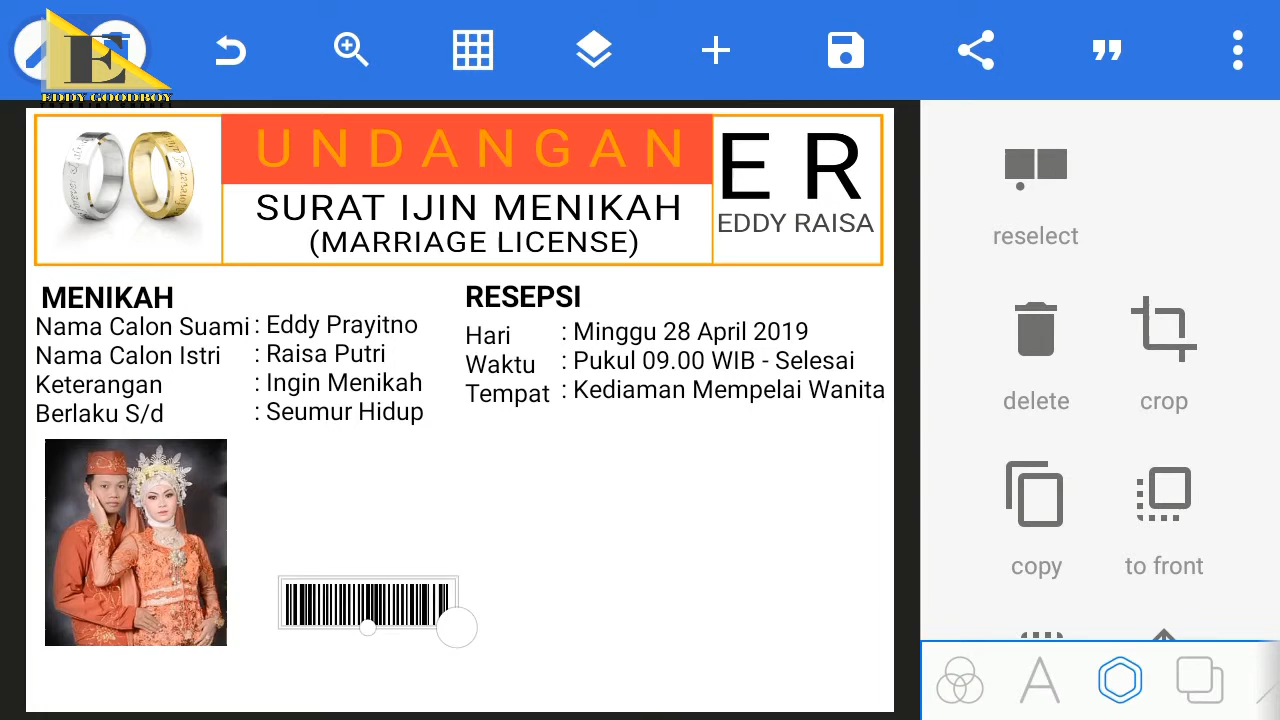 E
EDDY GOODBOY
UNDANGAN
SURAT IJIN MENIKAH
(MARRIAGE LICENSE)
E R
EDDY RAISA
MENIKAH
Nama Calon Suami : Eddy Prayitno
Nama Calon Istri : Raisa Putri
Keterangan : Ingin Menikah
Berlaku S/d : Seumur Hidup
RESEPSI
Hari : Minggu 28 April 2019
Waktu : Pukul 09.00 WIB - Selesai
Tempat : Kediaman Mempelai Wanita
reselect
delete
crop
copy
to front
A